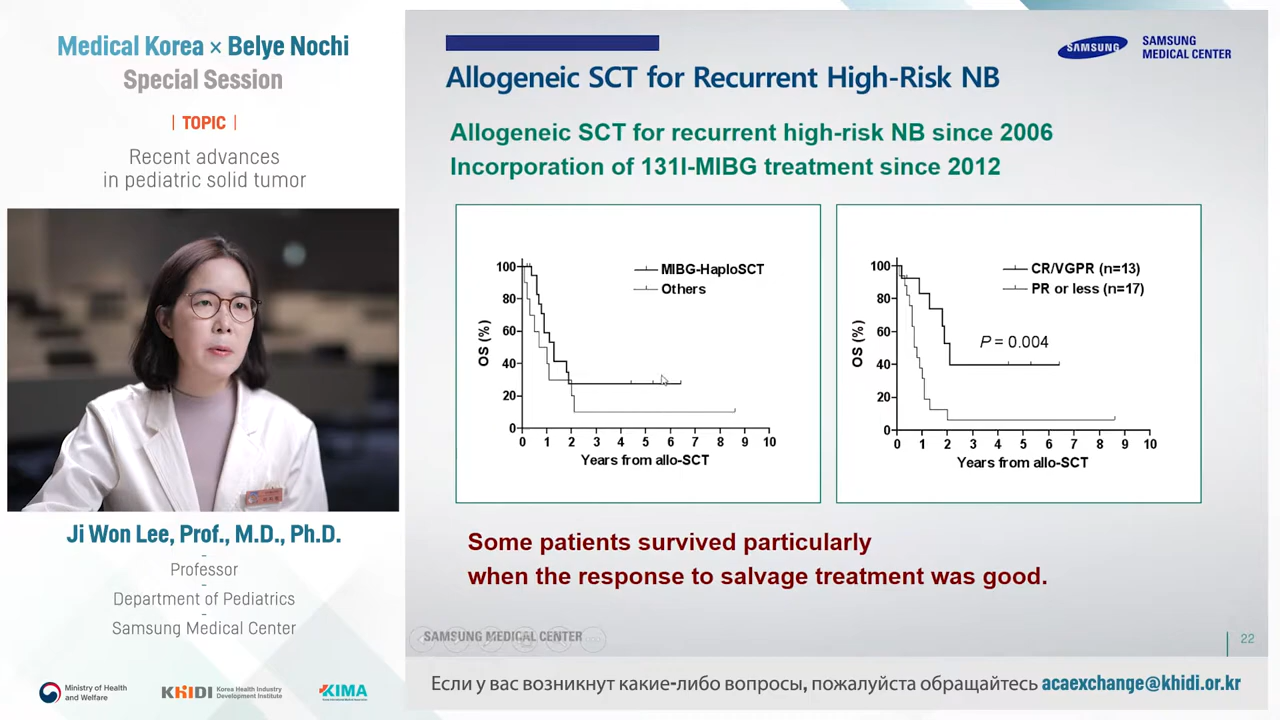 Medical Korea × Belye Nochi
Special Session
| TOPIC |
Recent advances
in pediatric solid tumor
Ji Won Lee, Prof., M.D., Ph.D.
Professor
Department of Pediatrics
Samsung Medical Center
Ministry of Health
and Welfare
KHIDI Korea Health Industry
Development Institute
KIMA
SAMSUNG
SAMSUNG
MEDICAL CENTER
Allogeneic SCT for Recurrent High-Risk NB
Allogeneic SCT for recurrent high-risk NB since 2006
Incorporation of 131I-MIBG treatment since 2012
MIBG-HaploSCT
Others
OS (%)
100
80
60
40
20
0
0 1 2 3 4 5 6 7 8 9 10
Years from allo-SCT
CR/VGPR (n=13)
PR or less (n=17)
P = 0.004
OS (%)
100
80
60
40
20
0
0 1 2 3 4 5 6 7 8 9 10
Years from allo-SCT
Some patients survived particularly
when the response to salvage treatment was good.
SAMSUNG MEDICAL CENTER
22
Если у вас возникнут какие-либо вопросы, пожалуйста обращайтесь acaexchange@khidi.or.kr